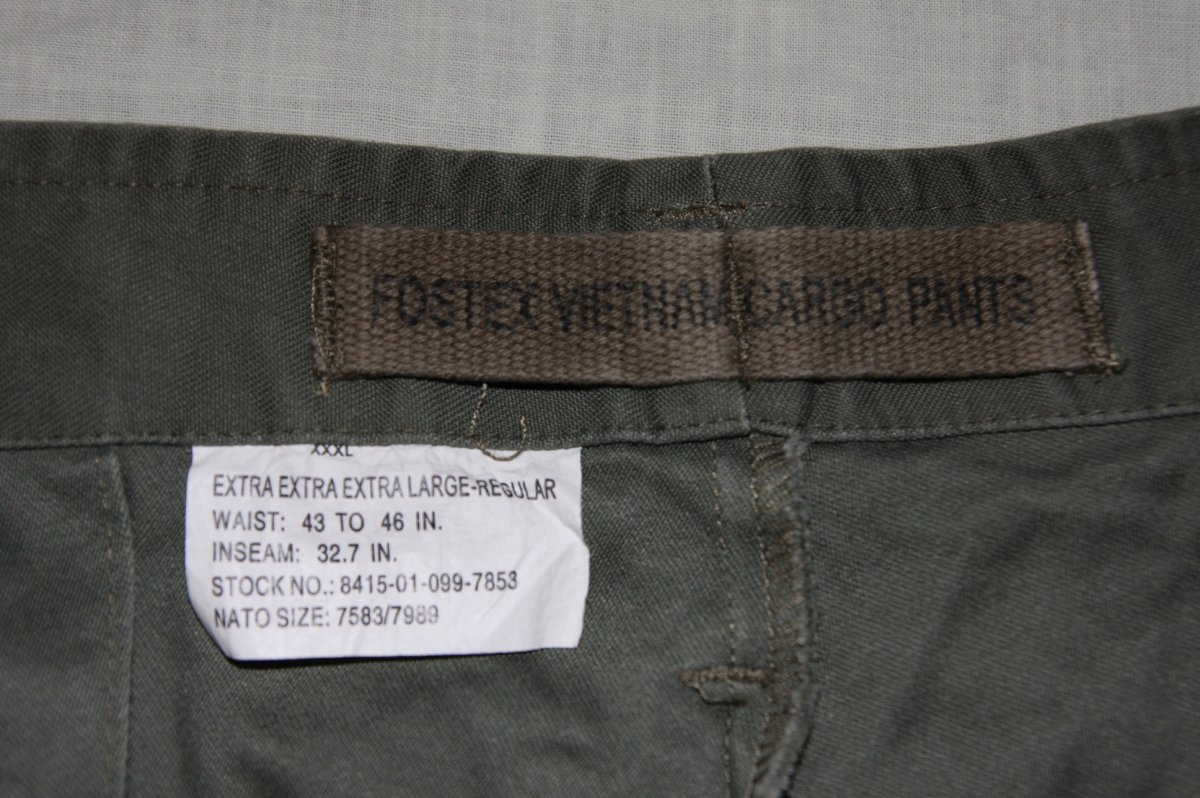 FOSTEX VIETNAM CARGO PANTS
XXXL
EXTRA EXTRA EXTRA LARGE-REGULAR
WAIST: 43 TO 46 IN.
INSEAM: 32.7 IN.
STOCK NO.: 8415-01-099-7853
NATO SIZE: 7583/7989